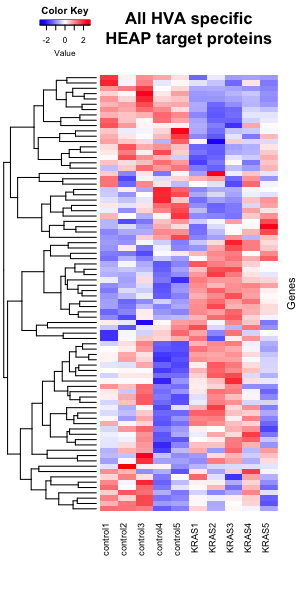 Color Key
-2 0 2
Value
All HVA specific
HEAP target proteins
Genes
control1
control2
control3
control4
control5
KRAS1
KRAS2
KRAS3
KRAS4
KRAS5